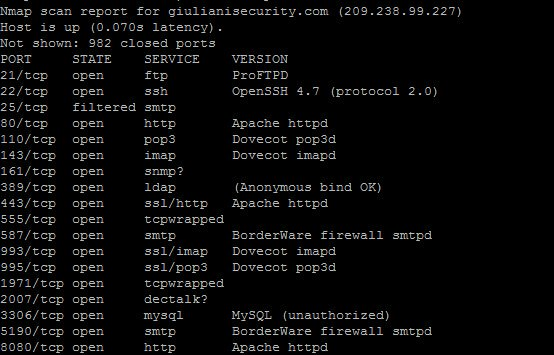 Nmap scan report for giulianisecurity.com (209.238.99.227)
Host is up (0.070s latency).
Not shown: 982 closed ports
PORT STATE SERVICE VERSION
21/tcp open ftp ProFTPD
22/tcp open ssh OpenSSH 4.7 (protocol 2.0)
25/tcp filtered smtp
80/tcp open http Apache httpd
110/tcp open pop3 Dovecot pop3d
143/tcp open imap Dovecot imapd
161/tcp open snmp?
389/tcp open ldap (Anonymous bind OK)
443/tcp open ssl/http Apache httpd
555/tcp open tcpwrapped
587/tcp open smtp BorderWare firewall smtpd
993/tcp open ssl/imap Dovecot imapd
995/tcp open ssl/pop3 Dovecot pop3d
1971/tcp open tcpwrapped
2007/tcp open dectalk?
3306/tcp open mysql MySQL (unauthorized)
5190/tcp open smtp BorderWare firewall smtpd
8080/tcp open http Apache httpd